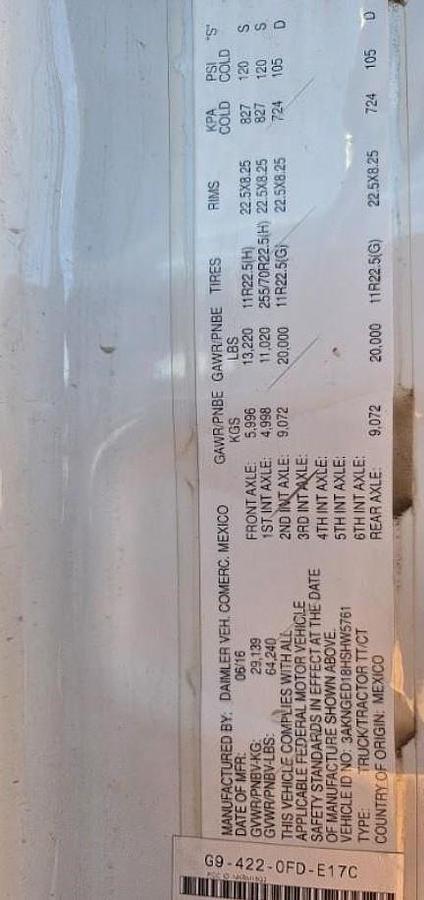 MANUFACTURED BY: DAIMLER VEH. COMERC. MEXICO
DATE OF MFR: 06/16
GVWR/PNBV-KG: 29,139
GVWR/PNBV-LBS: 64,240
THIS VEHICLE COMPLIES WITH ALL
APPLICABLE FEDERAL MOTOR VEHICLE
SAFETY STANDARDS IN EFFECT AT THE DATE
OF MANUFACTURE SHOWN ABOVE.
VEHICLE ID NO: 3AKNGED18HSHW5761
TYPE: TRUCK/TRACTOR TT/CT
COUNTRY OF ORIGIN: MEXICO
GAWR/PNBE GAWR/PNBE TIRES RIMS KPA PSI "S"
KGS LBS COLD COLD
FRONT AXLE: 5,996 13,220 11R22.5(H) 22.5X8.25 827 120 S
1ST INT AXLE: 4,998 11,020 255/70R22.5(H) 22.5X8.25 827 120 S
2ND INT AXLE: 9,072 20,000 11R22.5(G) 22.5X8.25 724 105 D
3RD INT AXLE:
4TH INT AXLE:
5TH INT AXLE:
6TH INT AXLE:
REAR AXLE: 9,072 20,000 11R22.5(G) 22.5X8.25 724 105 D
G9-422-0FD-E17C